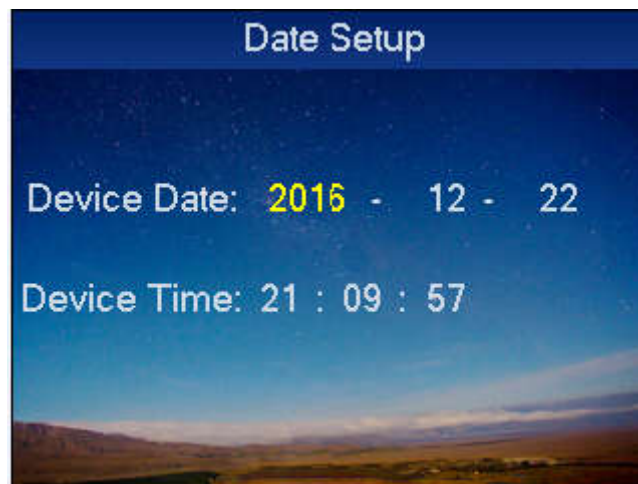 Date Setup
Device Date: 2016 - 12 - 22
Device Time: 21 : 09 : 57